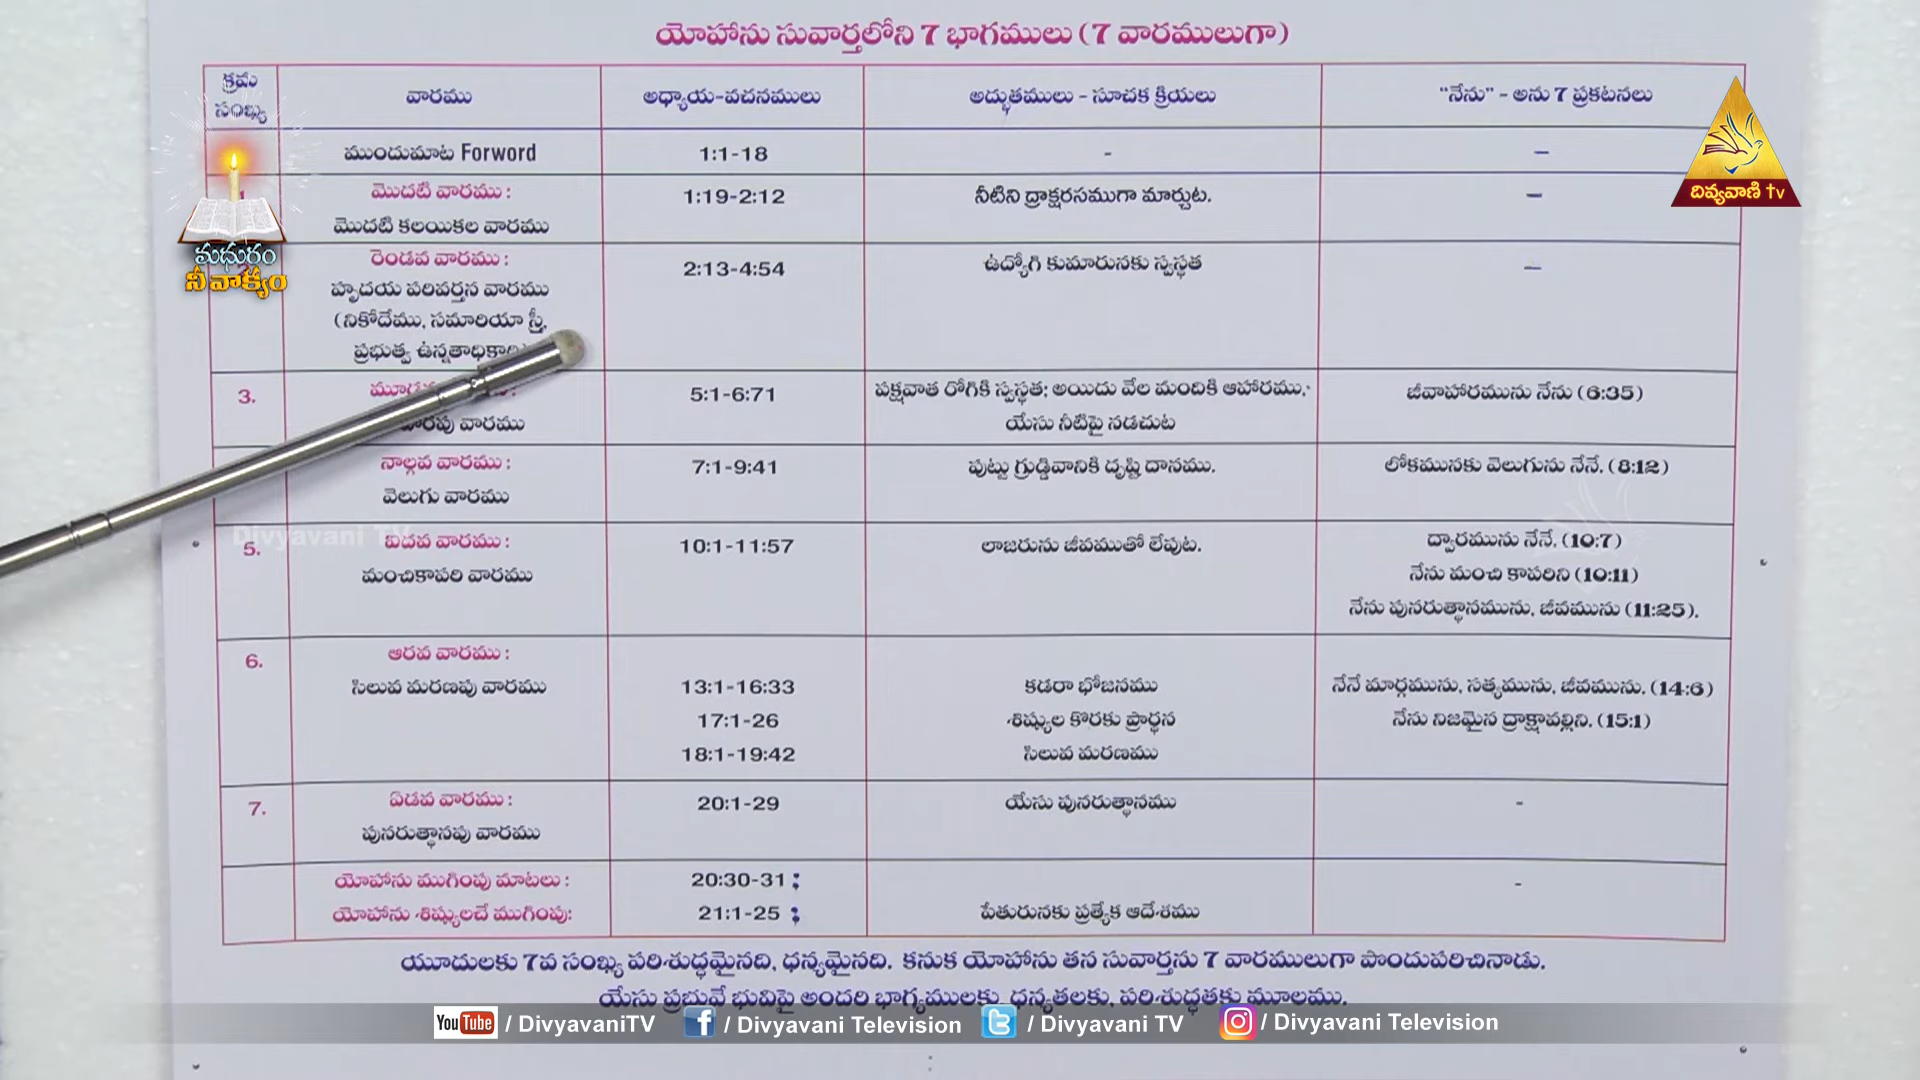 యోహాను సువార్తలోని 7 భాగములు (7 వారములుగా)
క్రమ
సంఖ్య
వారము
అధ్యాయ-వచనములు
అద్భుతములు - సూచక క్రియలు
“నేను” - అను 7 ప్రకటనలు
ముందుమాట Forword
1:1-18
-
–
మొదటి వారము :
మొదటి కలయికల వారము
1:19-2:12
నీటిని ద్రాక్షరసముగా మార్చుట.
–
రెండవ వారము :
హృదయ పరివర్తన వారము
(నికోదేము, సమారియా స్త్రీ,
ప్రభుత్వ ఉన్నతాధికారి
2:13-4:54
ఉద్యోగి కుమారునకు స్వస్థత
–
3.
వారము
5:1-6:71
పక్షవాత రోగికి స్వస్థత; అయిదు వేల మందికి ఆహారము,
యేసు నీటిపై నడచుట
జీవాహారమును నేను (6:35)
నాల్గవ వారము :
వెలుగు వారము
7:1-9:41
పుట్టు గ్రుడ్డివానికి దృష్టి దానము.
లోకమునకు వెలుగును నేనే. (8:12)
5.
ఐదవ వారము :
మంచికాపరి వారము
10:1-11:57
లాజరును జీవముతో లేపుట.
ద్వారమును నేనే. (10:7)
నేను మంచి కాపరిని (10:11)
నేను పునరుత్థానమును, జీవమును (11:25).
6.
ఆరవ వారము :
సిలువ మరణపు వారము
13:1-16:33
17:1-26
18:1-19:42
కడరా భోజనము
శిష్యుల కొరకు ప్రార్థన
సిలువ మరణము
నేనే మార్గమును, సత్యమును, జీవమును. (14:6)
నేను నిజమైన ద్రాక్షావల్లిని. (15:1)
7.
ఏడవ వారము :
పునరుత్థానపు వారము
20:1-29
యేసు పునరుత్థానము
-
యోహాను ముగింపు మాటలు :
యోహాను శిష్యులచే ముగింపు:
20:30-31 ;
21:1-25 ;
పేతురునకు ప్రత్యేక ఆదేశము
-
యూదులకు 7వ సంఖ్య పరిశుద్ధమైనది, ధన్యమైనది. కనుక యోహాను తన సువార్తను 7 వారములుగా పొందుపరిచినాడు.
యేసు ప్రభువే భువిపై అందరి భాగ్యములకు, ధన్యతలకు, పరిశుద్ధతకు మూలము.
మధురం
నీ వాక్యం
దివ్యవాణి tv
Divyavani TV
YouTube / DivyavaniTV
/ Divyavani Television
/ Divyavani TV
/ Divyavani Television